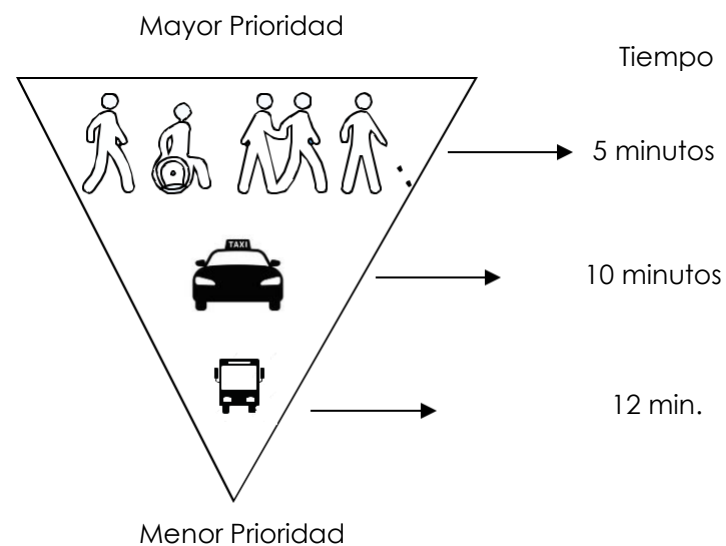 Mayor Prioridad
Tiempo
5 minutos
TAXI
10 minutos
12 min.
Menor Prioridad